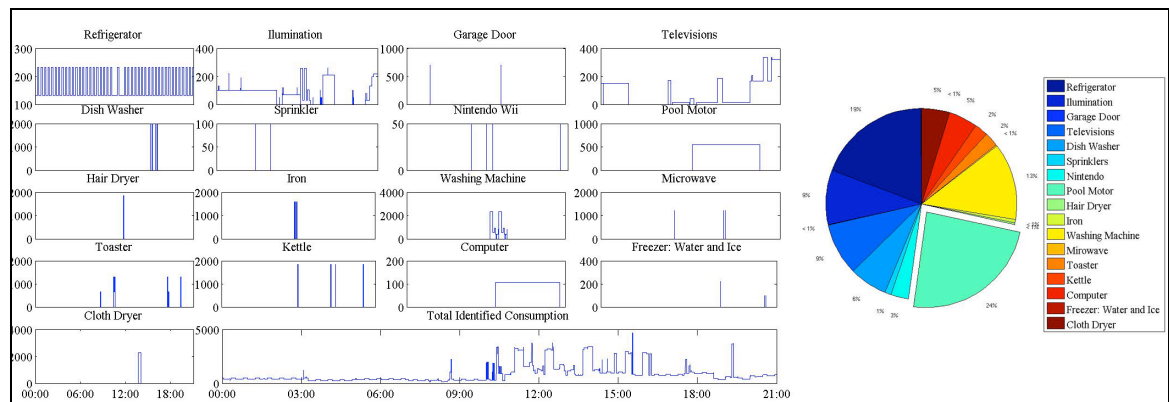 Refrigerator Ilumination Garage Door Televisions
300 400 1000 400
200 200 500 200
100 0 0 0
Dish Washer Sprinkler Nintendo Wii Pool Motor
2000 100 50 1000
1000 50 500
0 0 0 0
Hair Dryer Iron Washing Machine Microwave
2000 2000 4000 2000
1000 1000 2000 1000
0 0 0 0
Toaster Kettle Computer Freezer: Water and Ice
2000 2000 200 400
1000 1000 100 200
0 0 0 0
Cloth Dryer Total Identified Consumption
4000 5000
2000
0 0
00:00 06:00 12:00 18:00 00:00 03:00 06:00 09:00 12:00 15:00 18:00 21:00
19%
9%
< 1%
9%
6%
1%
3%
24%
13%
< 1%
2%
2%
5%
< 1%
5%
Refrigerator
Ilumination
Garage Door
Televisions
Dish Washer
Sprinklers
Nintendo
Pool Motor
Hair Dryer
Iron
Washing Machine
Mirowave
Toaster
Kettle
Computer
Freezer: Water and Ice
Cloth Dryer